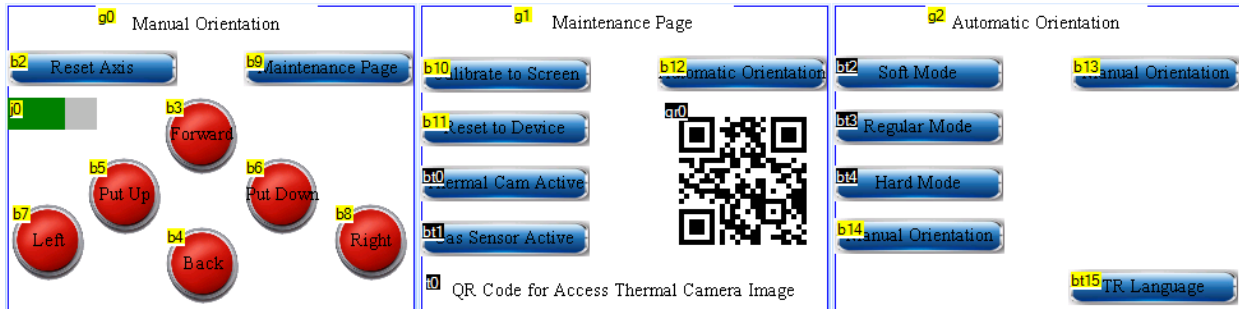 g0 Manual Orientation
b2 Reset Axis
b9 Maintenance Page
j0
b3 Forward
b5 Put Up
b6 Put Down
b7 Left
b4 Back
b8 Right
g1 Maintenance Page
b10 Calibrate to Screen
b12 Automatic Orientation
b11 Reset to Device
qr0
bt0 Thermal Cam Active
bt1 Gas Sensor Active
t0 QR Code for Access Thermal Camera Image
g2 Automatic Orientation
bt2 Soft Mode
b13 Manual Orientation
bt3 Regular Mode
bt4 Hard Mode
b14 Manual Orientation
bt15 TR Language